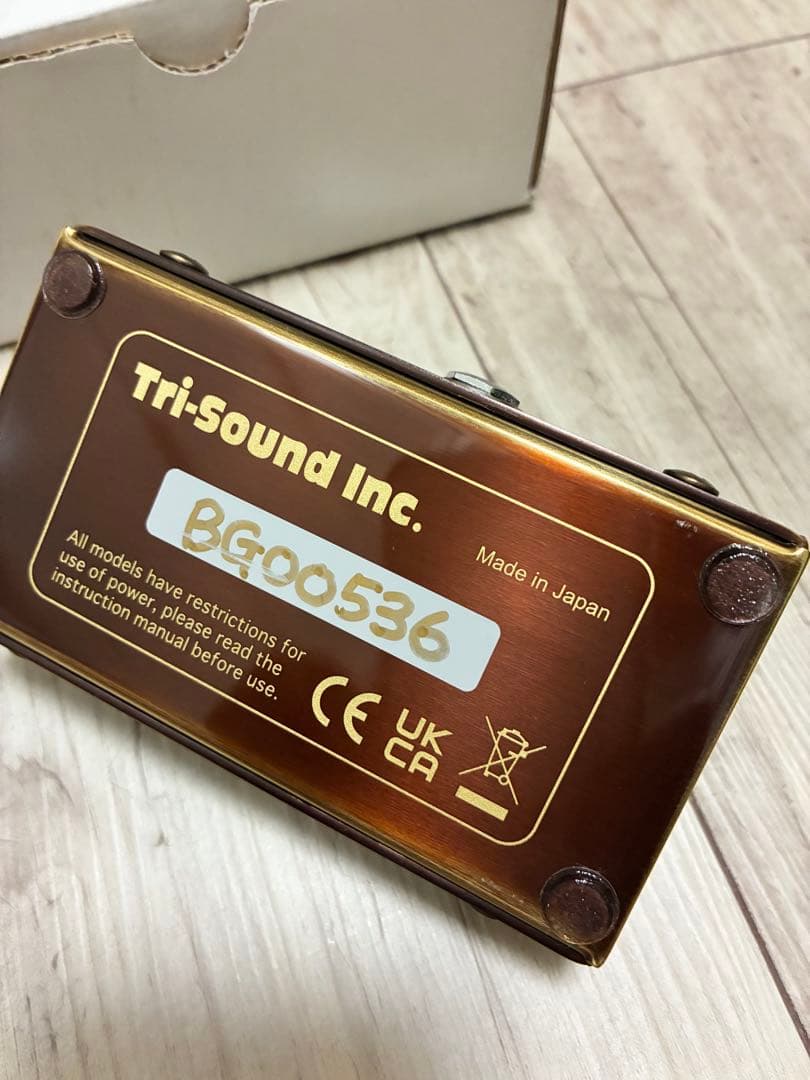 Tri-Sound Inc.
BG00536
Made in Japan
All models have restrictions for
use of power, please read the
instruction manual before use.
CE
UK
CA